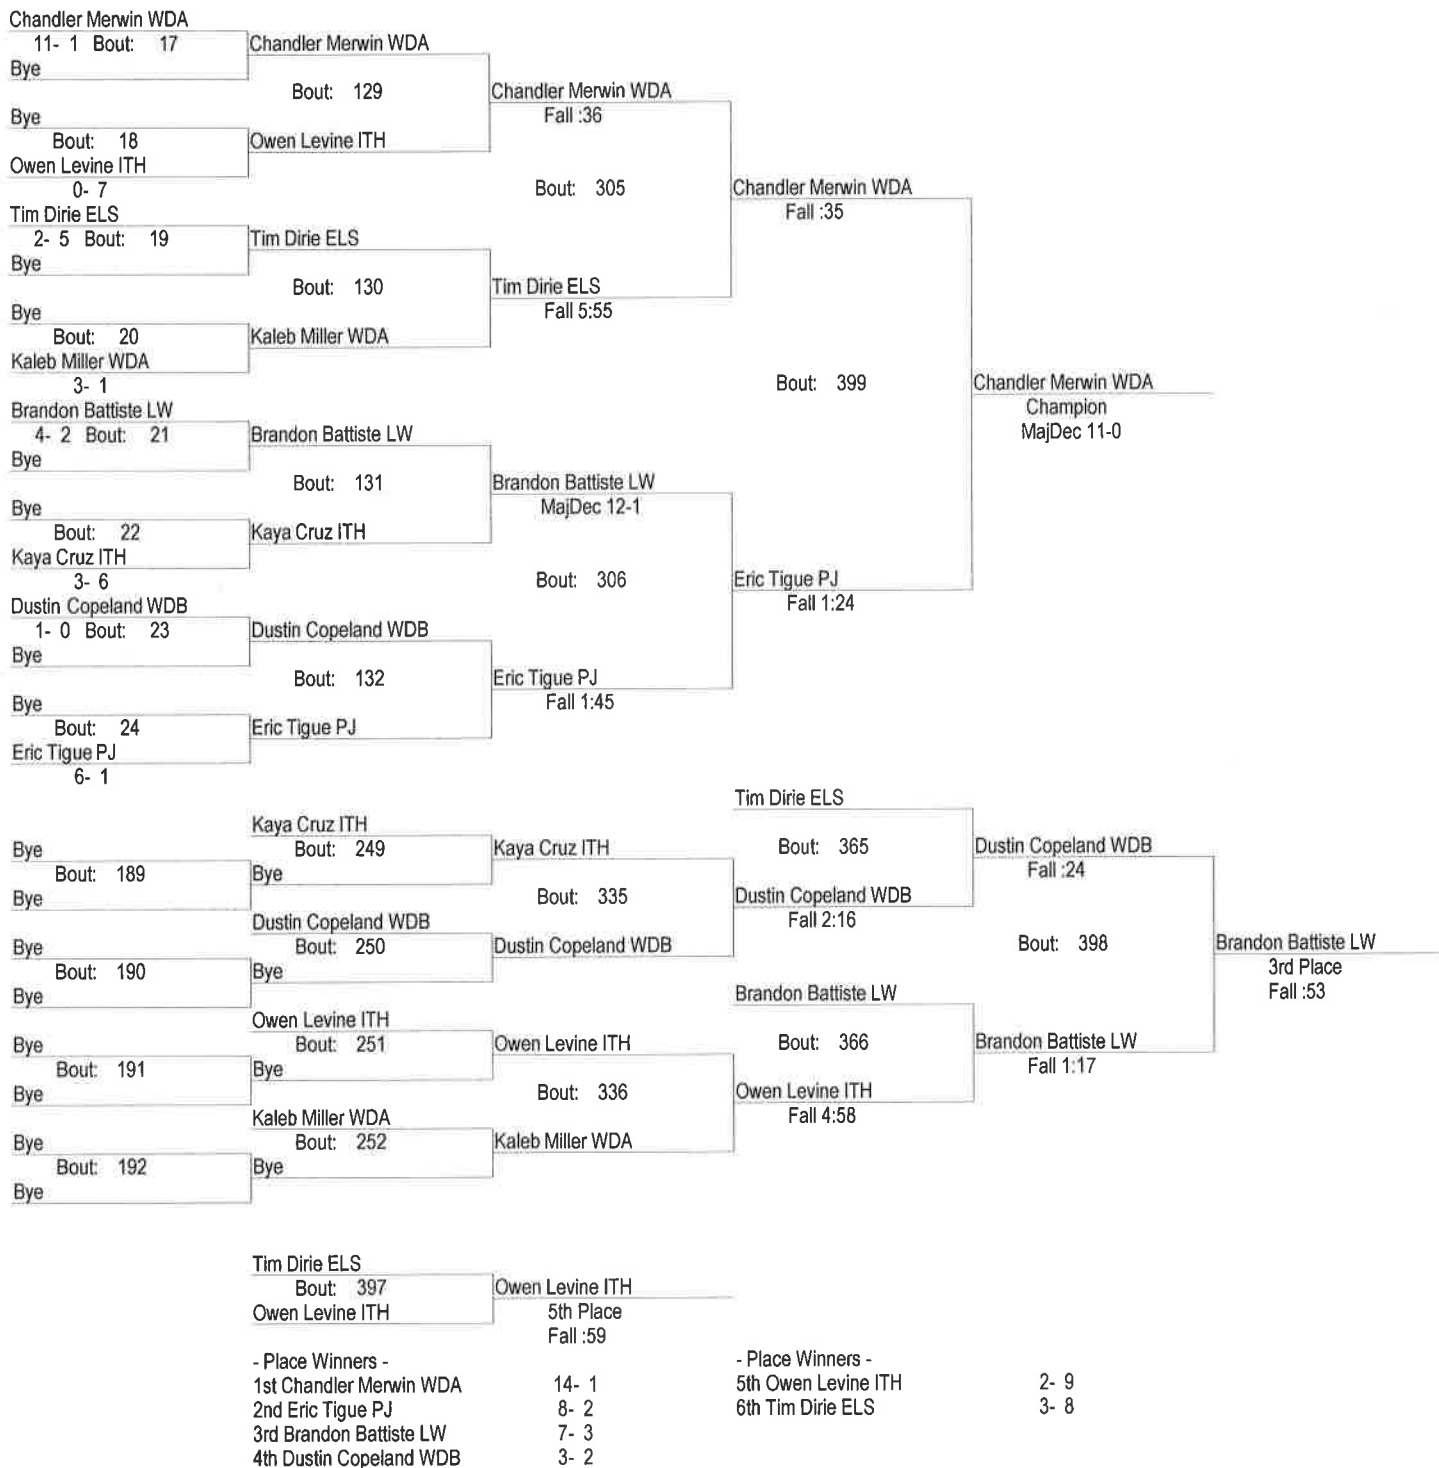 Chandler Merwin WDA
11- 1 Bout: 17
Bye
Chandler Merwin WDA
Bout: 129
Bye
Bout: 18
Owen Levine ITH
0- 7
Owen Levine ITH
Chandler Merwin WDA
Fall :36
Bout: 305
Tim Dirie ELS
2- 5 Bout: 19
Bye
Tim Dirie ELS
Bout: 130
Bye
Bout: 20
Kaleb Miller WDA
3- 1
Kaleb Miller WDA
Tim Dirie ELS
Fall 5:55
Chandler Merwin WDA
Fall :35
Bout: 399
Brandon Battiste LW
4- 2 Bout: 21
Bye
Brandon Battiste LW
Bout: 131
Bye
Bout: 22
Kaya Cruz ITH
3- 6
Kaya Cruz ITH
Brandon Battiste LW
MajDec 12-1
Bout: 306
Dustin Copeland WDB
1- 0 Bout: 23
Bye
Dustin Copeland WDB
Bout: 132
Bye
Bout: 24
Eric Tigue PJ
6- 1
Eric Tigue PJ
Eric Tigue PJ
Fall 1:45
Eric Tigue PJ
Fall 1:24
Chandler Merwin WDA
Champion
MajDec 11-0
Bye
Bout: 189
Bye
Kaya Cruz ITH
Bout: 249
Bye
Kaya Cruz ITH
Bout: 335
Bye
Bout: 190
Bye
Dustin Copeland WDB
Bout: 250
Bye
Dustin Copeland WDB
Tim Dirie ELS
Bout: 365
Dustin Copeland WDB
Fall 2:16
Dustin Copeland WDB
Fall :24
Bout: 398
Bye
Bout: 191
Bye
Owen Levine ITH
Bout: 251
Bye
Owen Levine ITH
Bout: 336
Bye
Bout: 192
Bye
Kaleb Miller WDA
Bout: 252
Bye
Kaleb Miller WDA
Brandon Battiste LW
Bout: 366
Owen Levine ITH
Fall 4:58
Brandon Battiste LW
Fall 1:17
Brandon Battiste LW
3rd Place
Fall :53
Tim Dirie ELS
Bout: 397
Owen Levine ITH
Owen Levine ITH
5th Place
Fall :59
- Place Winners -
1st Chandler Merwin WDA 14- 1
2nd Eric Tigue PJ 8- 2
3rd Brandon Battiste LW 7- 3
4th Dustin Copeland WDB 3- 2
- Place Winners -
5th Owen Levine ITH 2- 9
6th Tim Dirie ELS 3- 8